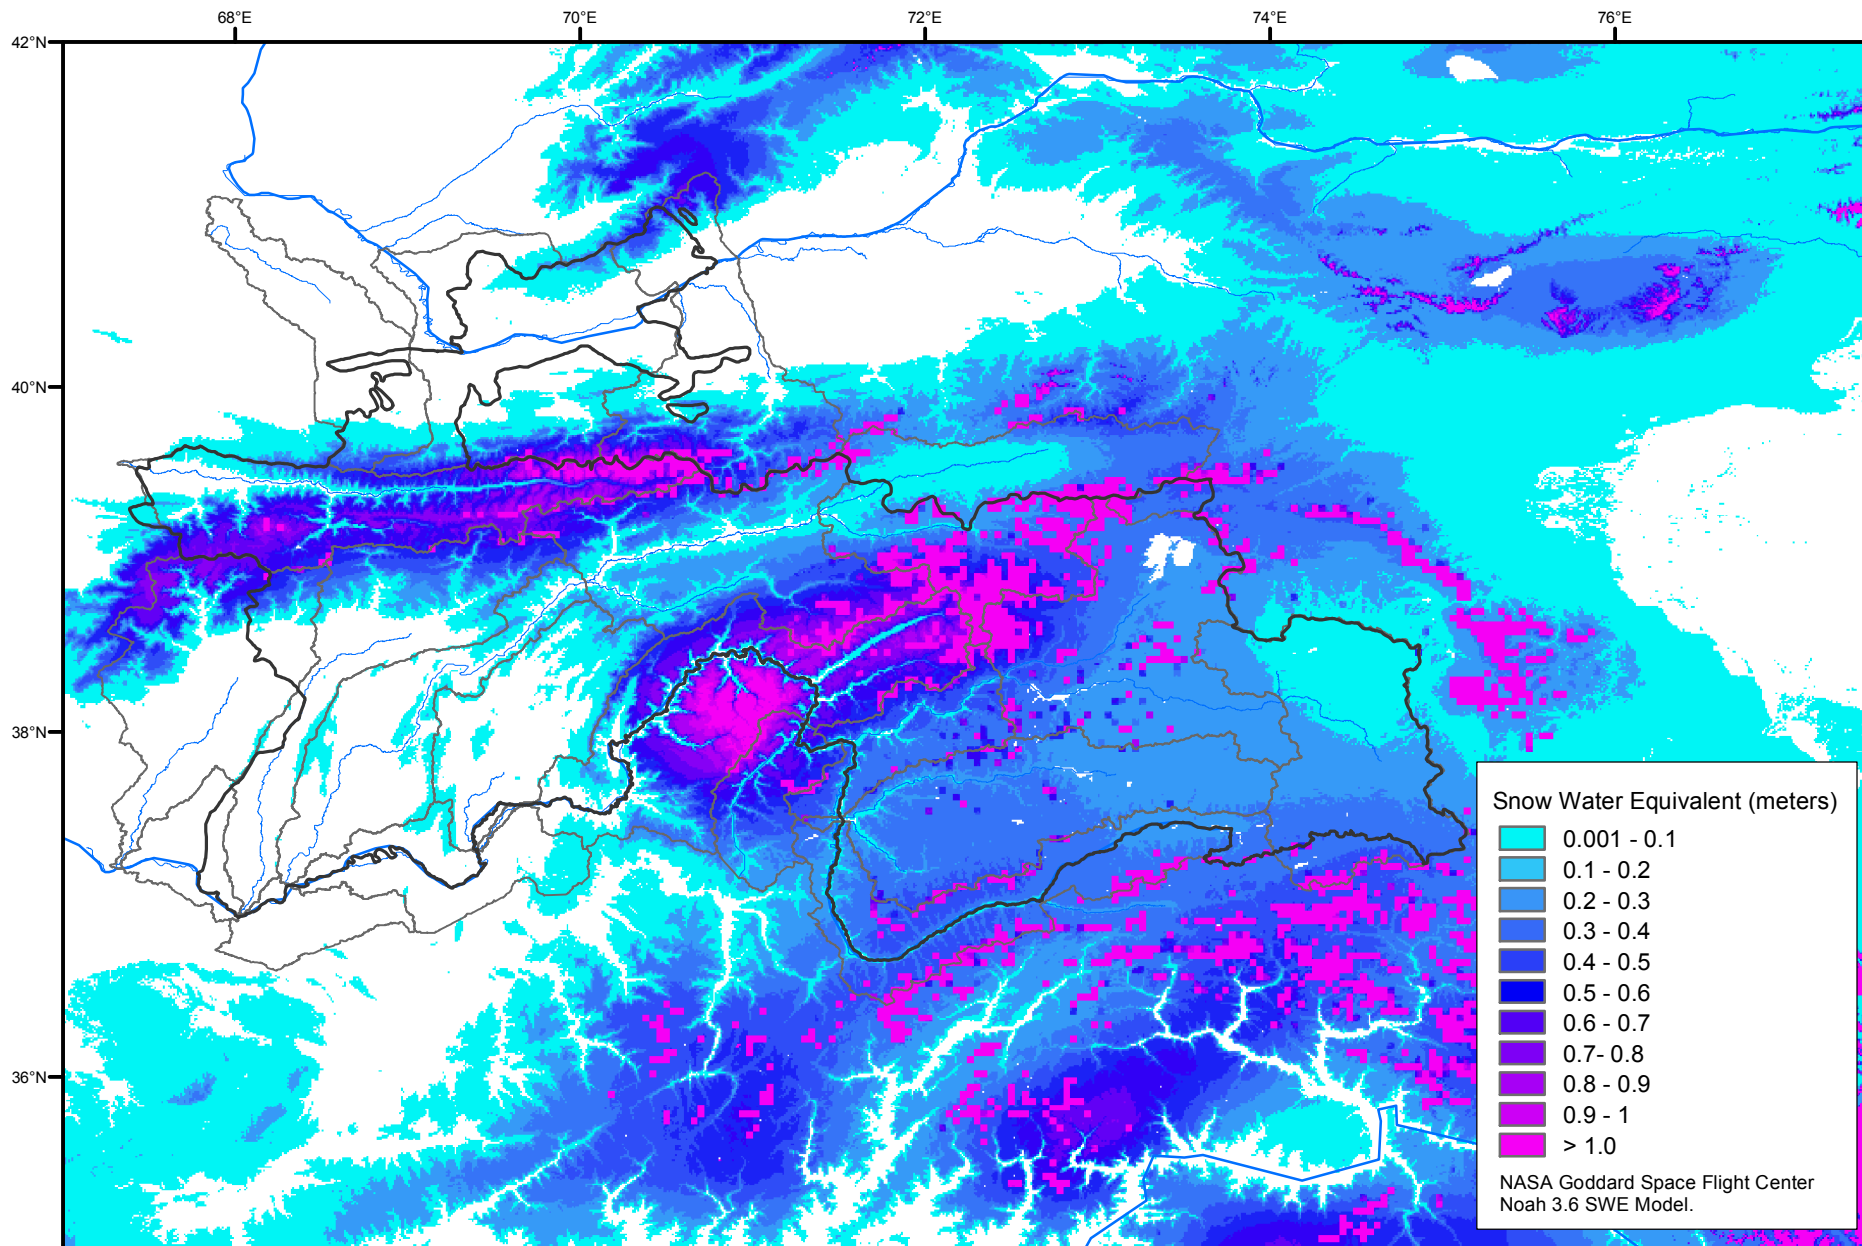 68°E
70°E
72°E
74°E
76°E
42°N
40°N
38°N
36°N
Snow Water Equivalent (meters)
0.001 - 0.1
0.1 - 0.2
0.2 - 0.3
0.3 - 0.4
0.4 - 0.5
0.5 - 0.6
0.6 - 0.7
0.7- 0.8
0.8 - 0.9
0.9 - 1
> 1.0
NASA Goddard Space Flight Center
Noah 3.6 SWE Model.